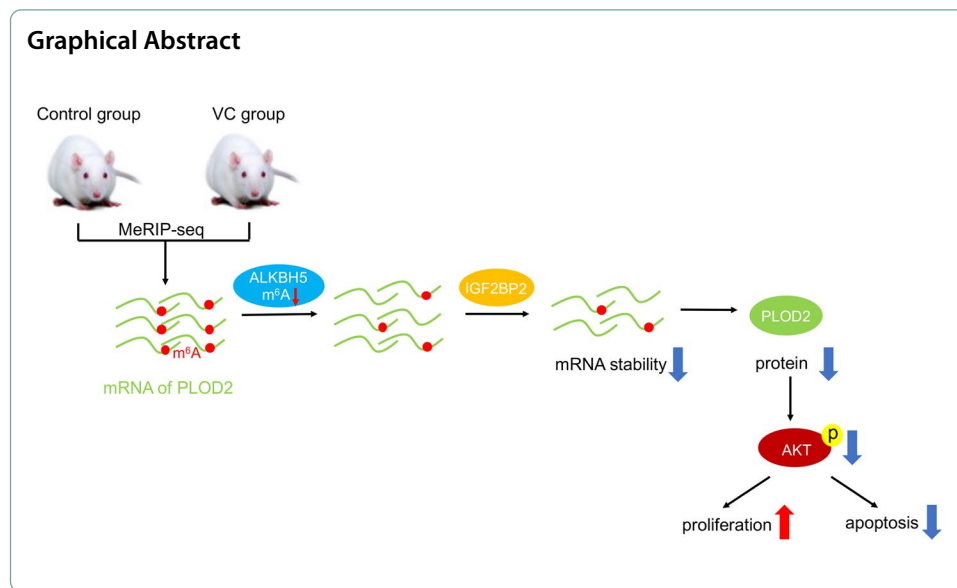 Graphical Abstract
Control group
VC group
MeRIP-seq
ALKBH5
m⁶A
IGF2BP2
PLOD2
m⁶A
mRNA of PLOD2
mRNA stability
protein
p
AKT
proliferation
apoptosis